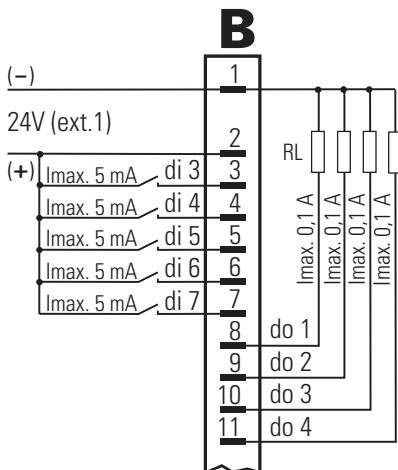 B
(−)
1
24V (ext.1)
2
(+)
Imax. 5 mA di 3 3
Imax. 5 mA di 4 4
Imax. 5 mA di 5 5
Imax. 5 mA di 6 6
Imax. 5 mA di 7 7
RL
Imax. 0,1 A
Imax. 0,1 A
Imax. 0,1 A
Imax. 0,1 A
8 do 1
9 do 2
10 do 3
11 do 4